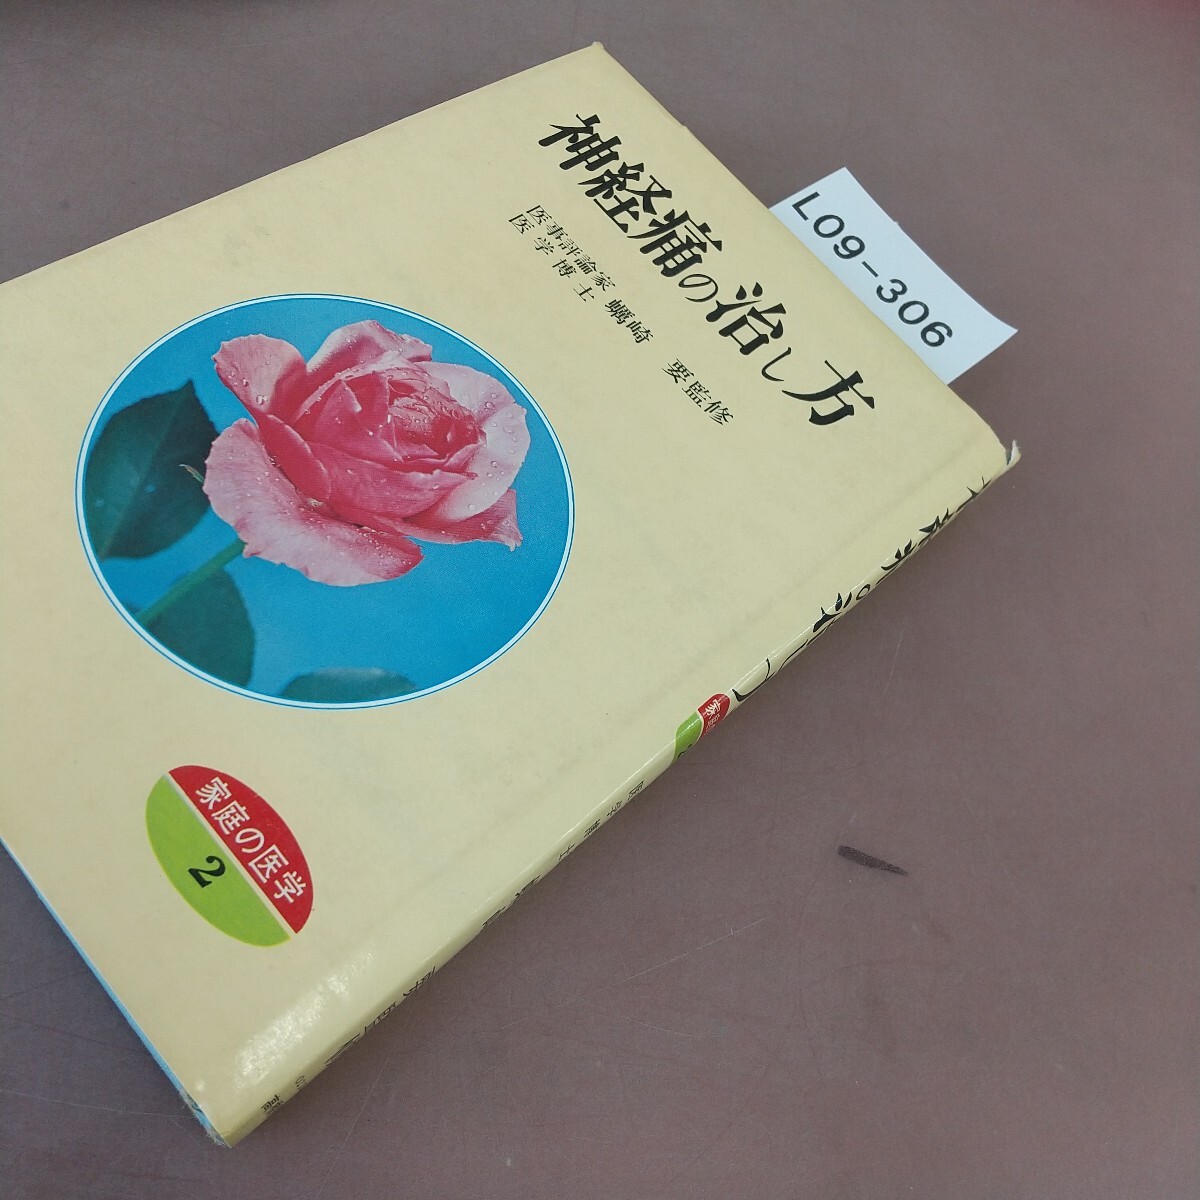 神経痛の治し方
医事評論家
医学博士
蠣崎 要監修
L09-306
家庭の医学
2